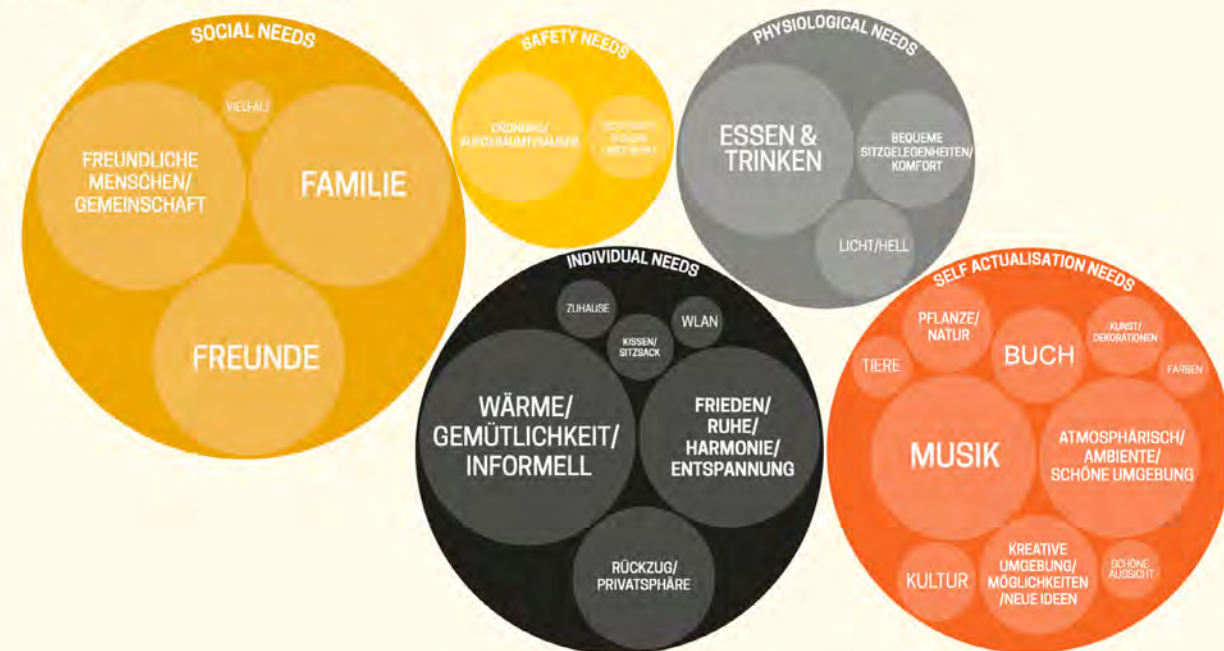 SOCIAL NEEDS
VIELFALT
FREUNDLICHE
MENSCHEN/
GEMEINSCHAFT
FAMILIE
FREUNDE
SAFETY NEEDS
ORDNUNG/
PHYSIOLOGICAL NEEDS
ESSEN &
TRINKEN
BEQUEME
SITZGELEGENHEITEN/
KOMFORT
LICHT/HELL
INDIVIDUAL NEEDS
ZUHAUSE
KISSEN/
SITZSACK
WLAN
WÄRME/
GEMÜTLICHKEIT/
INFORMELL
FRIEDEN/
RUHE/
HARMONIE/
ENTSPANNUNG
RÜCKZUG/
PRIVATSPHÄRE
SELF ACTUALISATION NEEDS
PFLANZE/
NATUR
TIERE
BUCH
KUNST/
DEKORATIONEN
FARBEN
MUSIK
ATMOSPHÄRISCH/
AMBIENTE/
SCHÖNE UMGEBUNG
KULTUR
KREATIVE
UMGEBUNG/
MÖGLICHKEITEN
/NEUE IDEEN
SCHÖNE
AUSSICHT